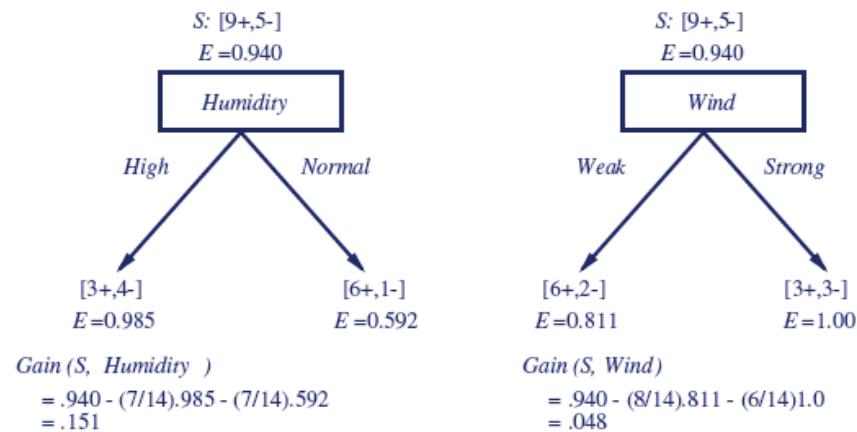 S: [9+,5-]
E =0.940
Humidity
High Normal
[3+,4-] [6+,1-]
E =0.985 E =0.592
Gain (S, Humidity )
= .940 - (7/14).985 - (7/14).592
= .151
S: [9+,5-]
E =0.940
Wind
Weak Strong
[6+,2-] [3+,3-]
E =0.811 E =1.00
Gain (S, Wind)
= .940 - (8/14).811 - (6/14)1.0
= .048